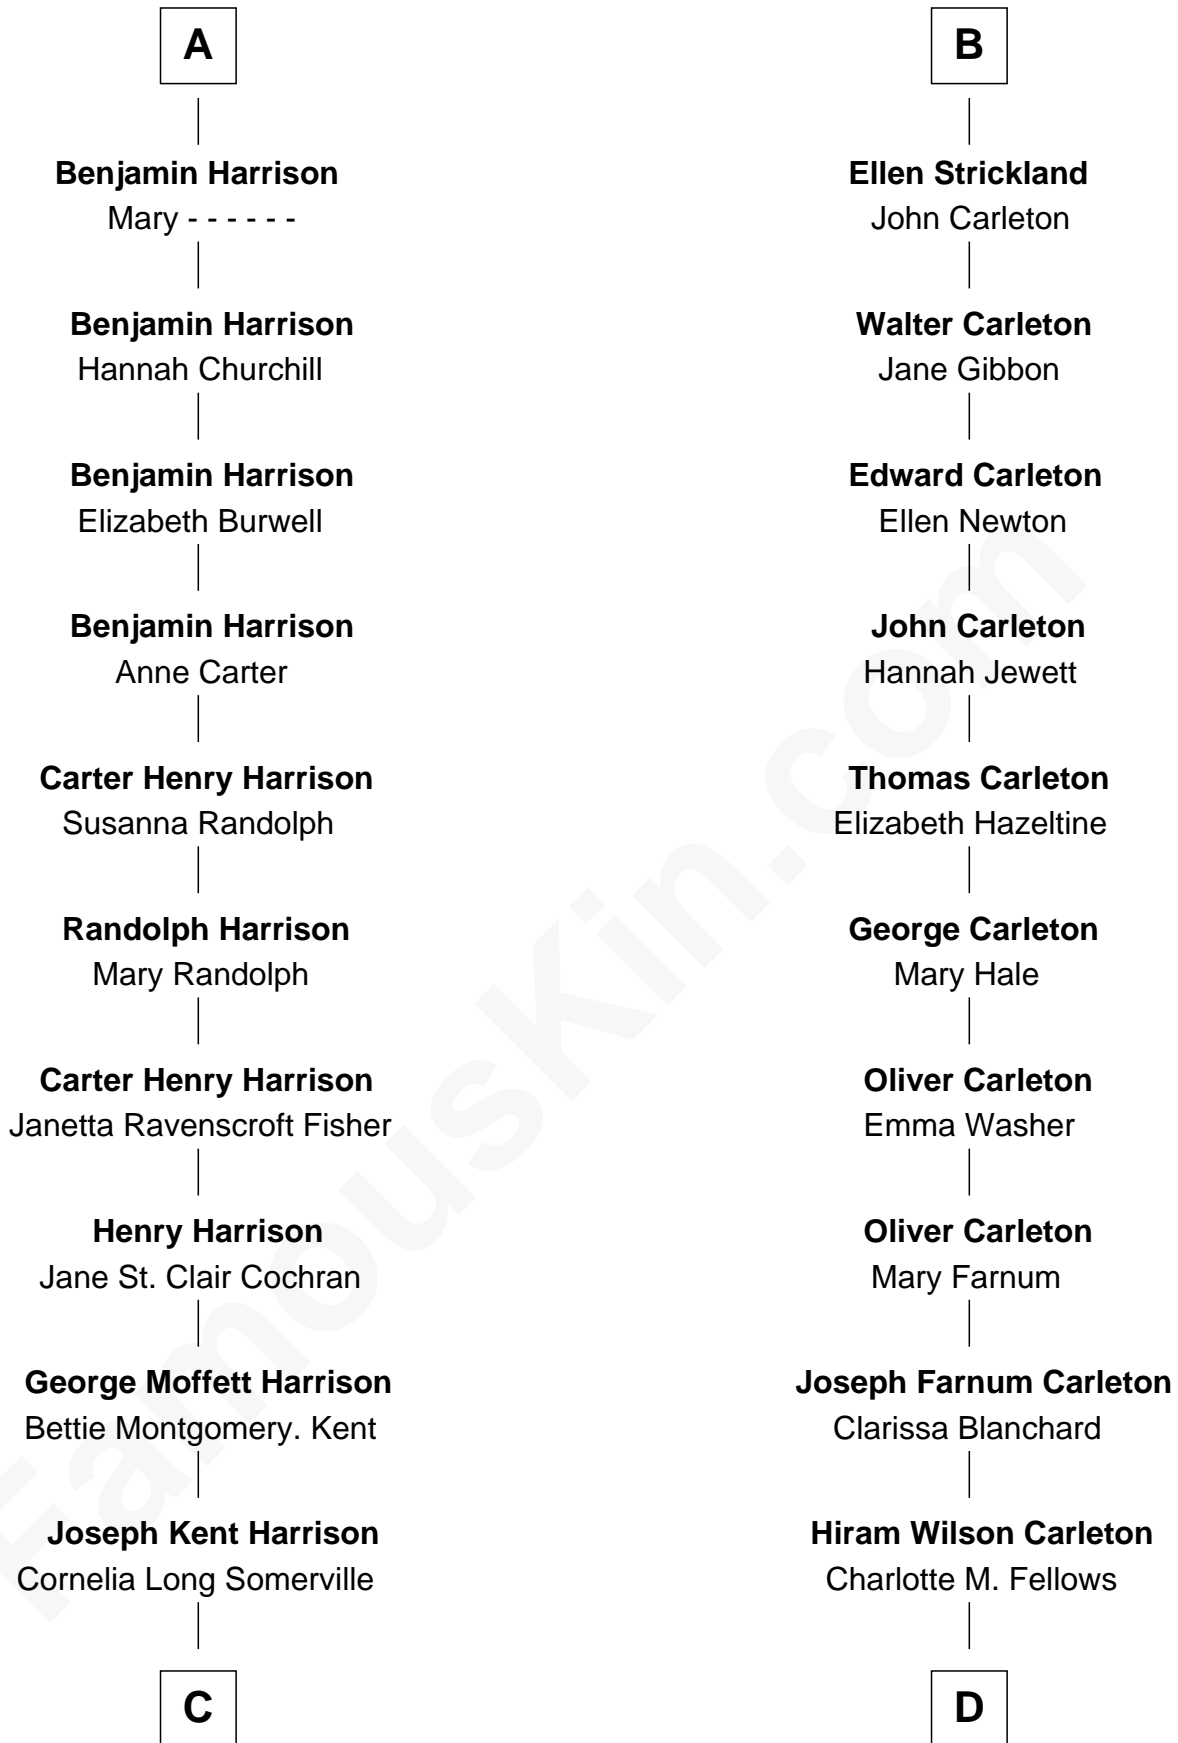 A
Benjamin Harrison
Mary - - - - - -
Benjamin Harrison
Hannah Churchill
Benjamin Harrison
Elizabeth Burwell
Benjamin Harrison
Anne Carter
Carter Henry Harrison
Susanna Randolph
Randolph Harrison
Mary Randolph
Carter Henry Harrison
Janetta Ravenscroft Fisher
Henry Harrison
Jane St. Clair Cochran
George Moffett Harrison
Bettie Montgomery. Kent
Joseph Kent Harrison
Cornelia Long Somerville
C
B
Ellen Strickland
John Carleton
Walter Carleton
Jane Gibbon
Edward Carleton
Ellen Newton
John Carleton
Hannah Jewett
Thomas Carleton
Elizabeth Hazeltine
George Carleton
Mary Hale
Oliver Carleton
Emma Washer
Oliver Carleton
Mary Farnum
Joseph Farnum Carleton
Clarissa Blanchard
Hiram Wilson Carleton
Charlotte M. Fellows
D
FamousKin.com